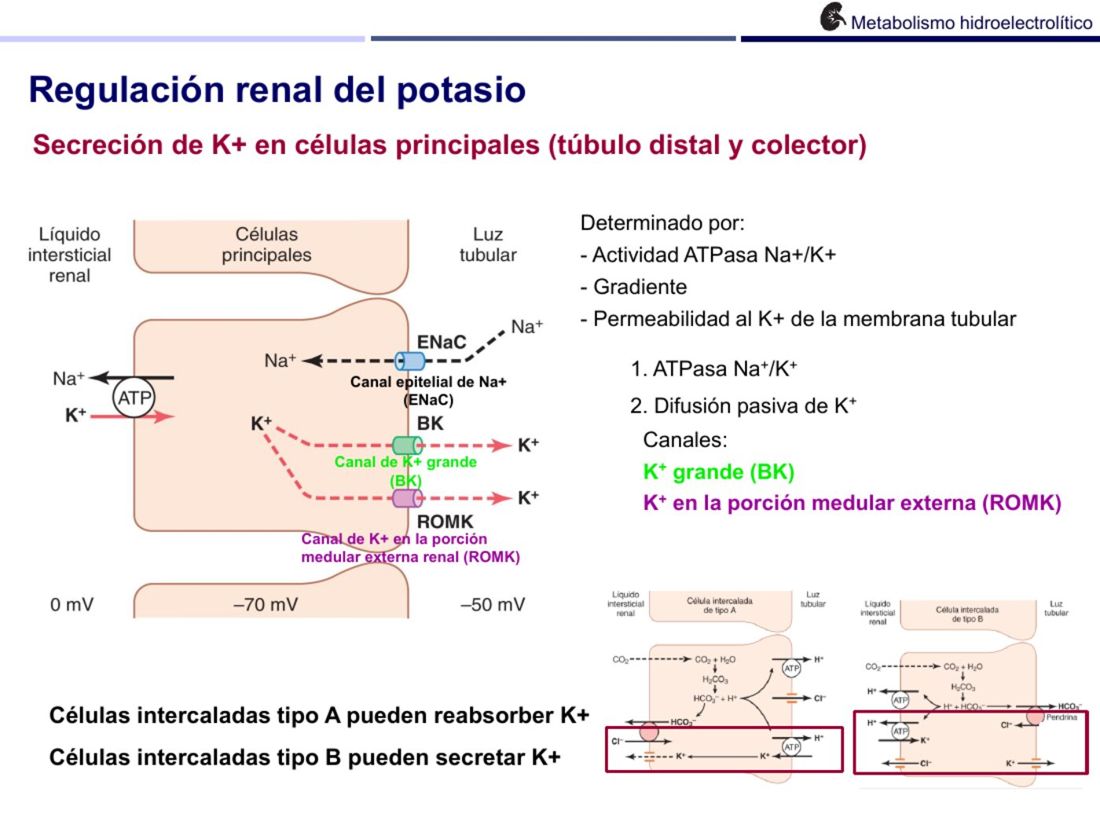 Metabolismo hidroelectrolítico
Regulación renal del potasio
Secreción de K+ en células principales (túbulo distal y colector)
Líquido
intersticial
renal
Células
principales
Luz
tubular
Na⁺
ENaC
Na⁺
Canal epitelial de Na+
(ENaC)
Na⁺
ATP
K⁺
K⁺
BK
K⁺
Canal de K+ grande
(BK)
K⁺
ROMK
Canal de K+ en la porción
medular externa renal (ROMK)
0 mV
–70 mV
–50 mV
Determinado por:
- Actividad ATPasa Na+/K+
- Gradiente
- Permeabilidad al K+ de la membrana tubular
1. ATPasa Na⁺/K⁺
2. Difusión pasiva de K⁺
Canales:
K⁺ grande (BK)
K⁺ en la porción medular externa (ROMK)
Células intercaladas tipo A pueden reabsorber K+
Células intercaladas tipo B pueden secretar K+
Líquido
intersticial
renal
Célula intercalada
de tipo A
Luz
tubular
CO₂
CO₂ + H₂O
H⁺
ATP
H₂CO₃
HCO₃⁻ + H⁺
Cl⁻
HCO₃⁻
Cl⁻
H⁺
ATP
K⁺
K⁺
Líquido
intersticial
renal
Célula intercalada
de tipo B
Luz
tubular
CO₂
CO₂ + H₂O
H₂CO₃
H⁺
ATP
H⁺ + HCO₃⁻
HCO₃⁻
Pendrina
H⁺
Cl⁻
ATP
K⁺
Cl⁻
K⁺